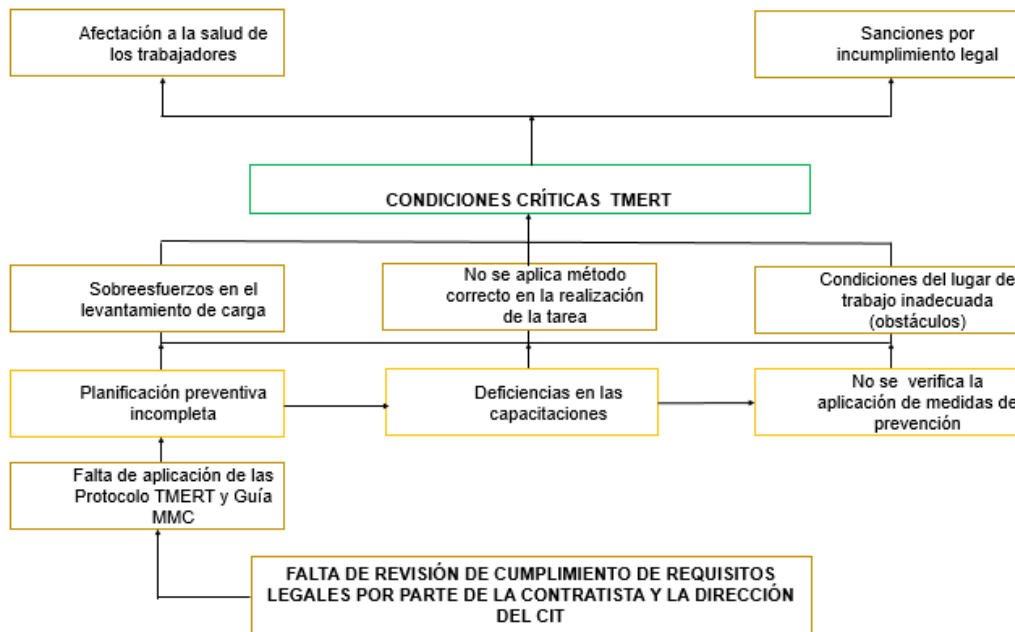 Afectación a la salud de
los trabajadores
Sanciones por
incumplimiento legal
CONDICIONES CRÍTICAS TMERT
Sobreesfuerzos en el
levantamiento de carga
No se aplica método
correcto en la realización
de la tarea
Condiciones del lugar de
trabajo inadecuada
(obstáculos)
Planificación preventiva
incompleta
Deficiencias en las
capacitaciones
No se verifica la
aplicación de medidas de
prevención
Falta de aplicación de las
Protocolo TMERT y Guía
MMC
FALTA DE REVISIÓN DE CUMPLIMIENTO DE REQUISITOS
LEGALES POR PARTE DE LA CONTRATISTA Y LA DIRECCIÓN
DEL CIT